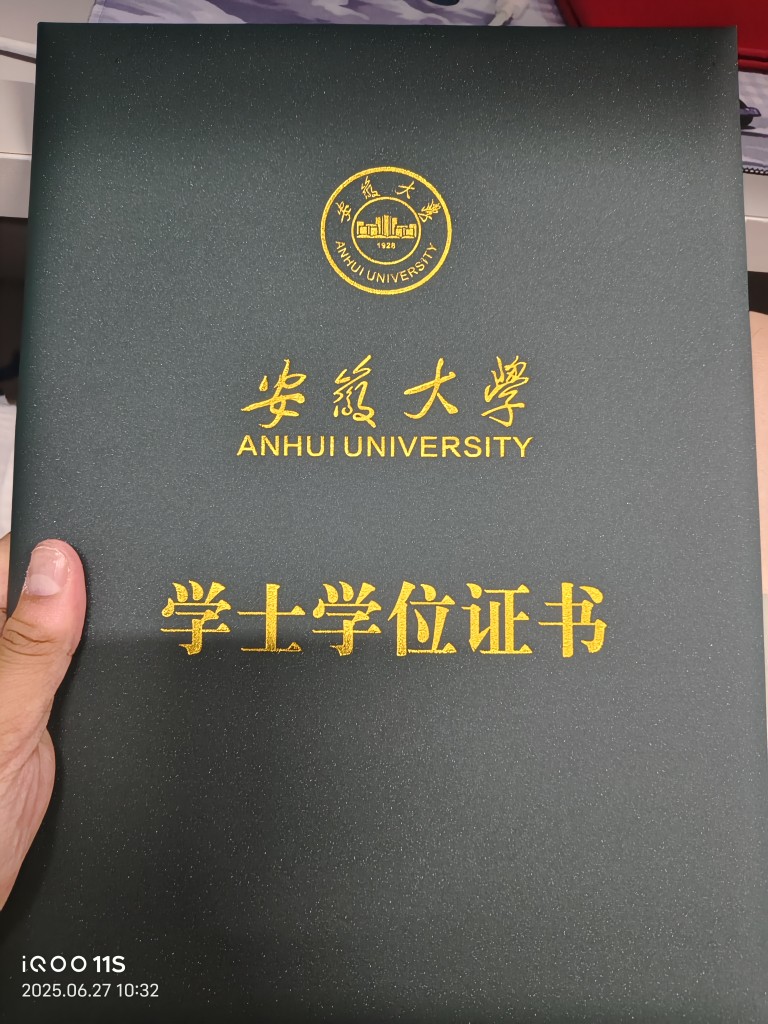 安徽大學
1928
ANHUI UNIVERSITY
安徽大學
ANHUI UNIVERSITY
学士学位证书
iQOO 11S
2025.06.27 10:32